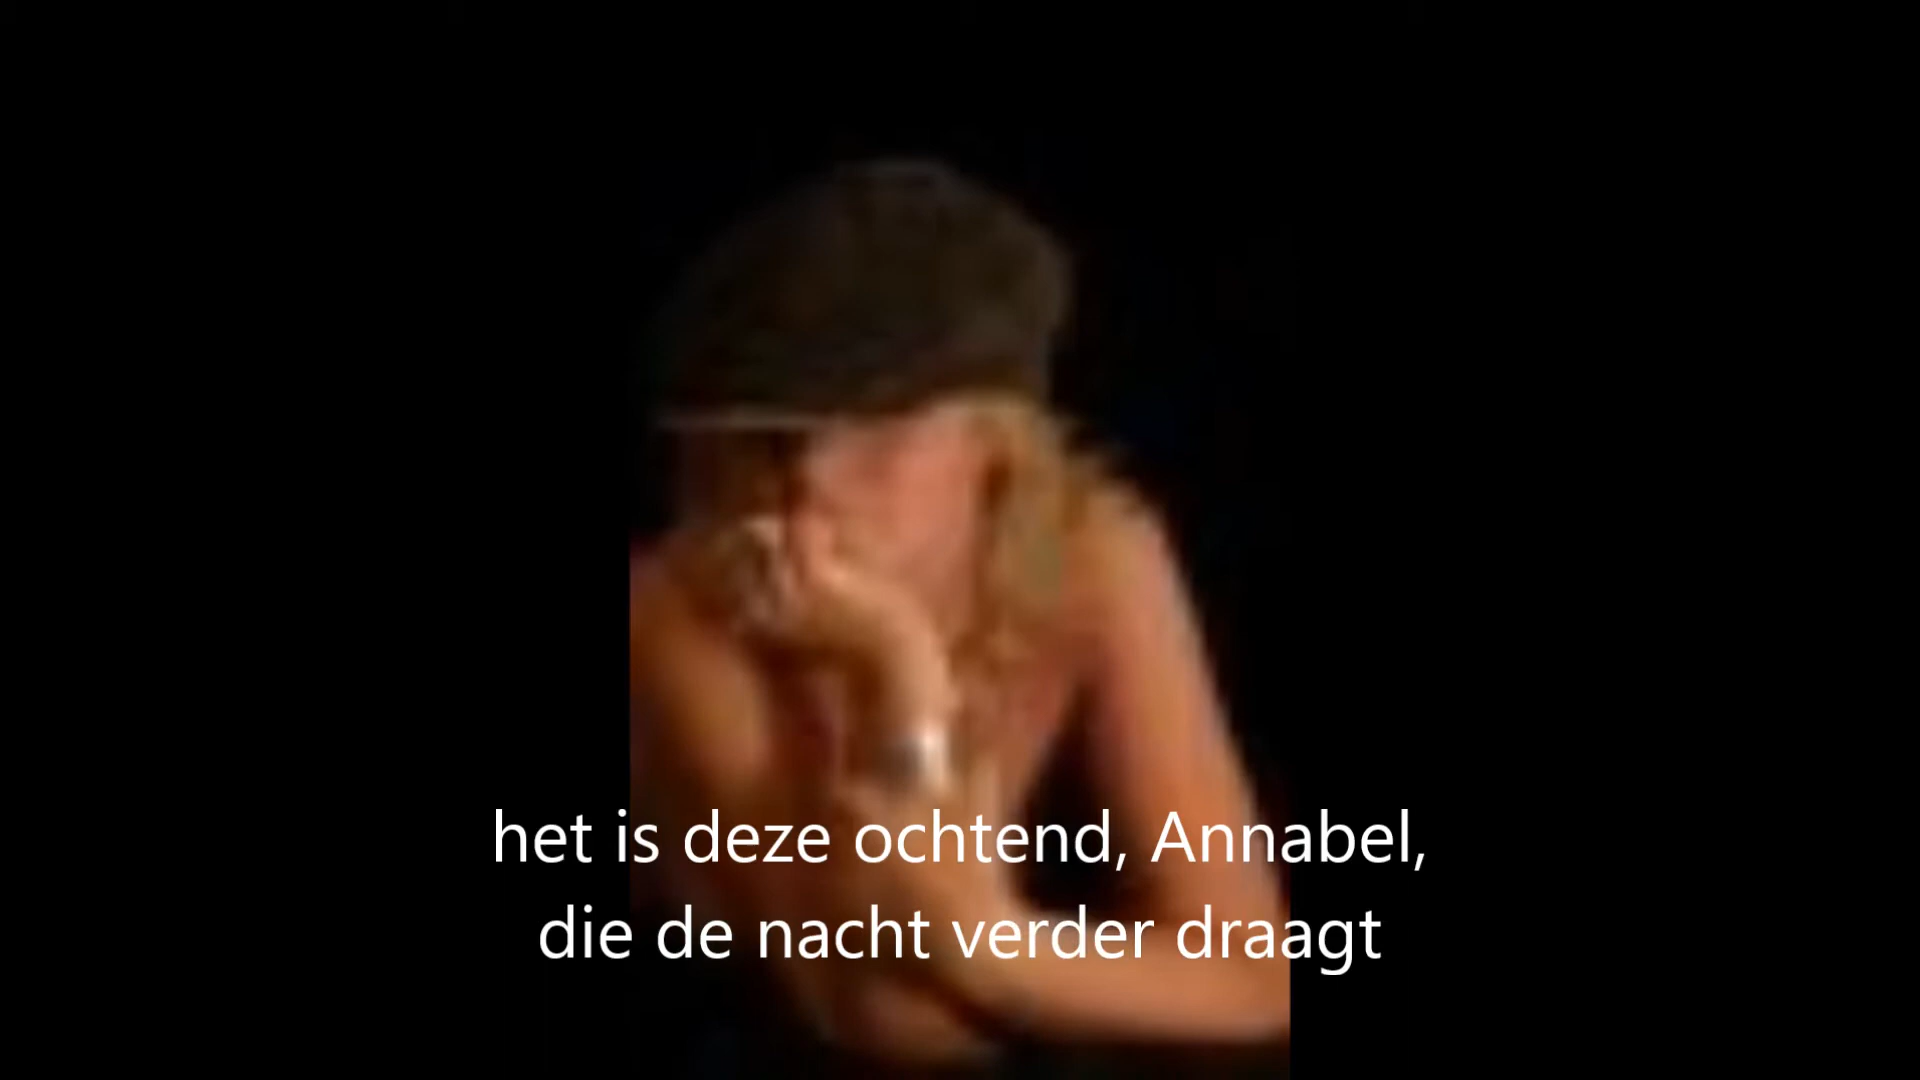 het is deze ochtend, Annabel,
die de nacht verder draagt